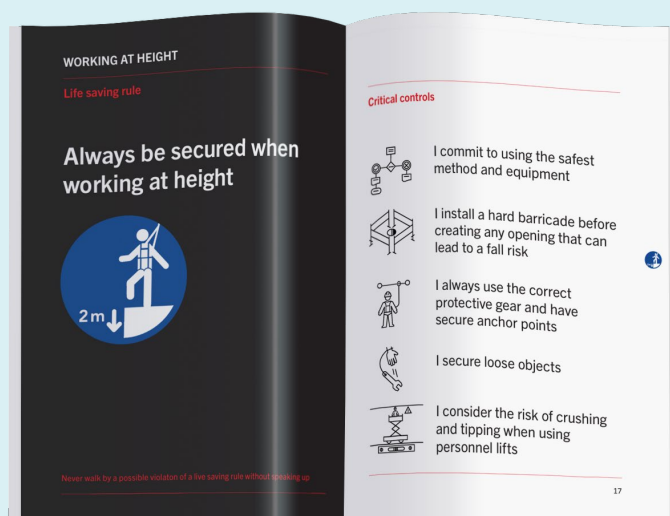 WORKING AT HEIGHT
Life saving rule
Always be secured when
working at height
2 m
Never walk by a possible violaton of a live saving rule without speaking up
Critical controls
I commit to using the safest
method and equipment
I install a hard barricade before
creating any opening that can
lead to a fall risk
I always use the correct
protective gear and have
secure anchor points
I secure loose objects
I consider the risk of crushing
and tipping when using
personnel lifts
17